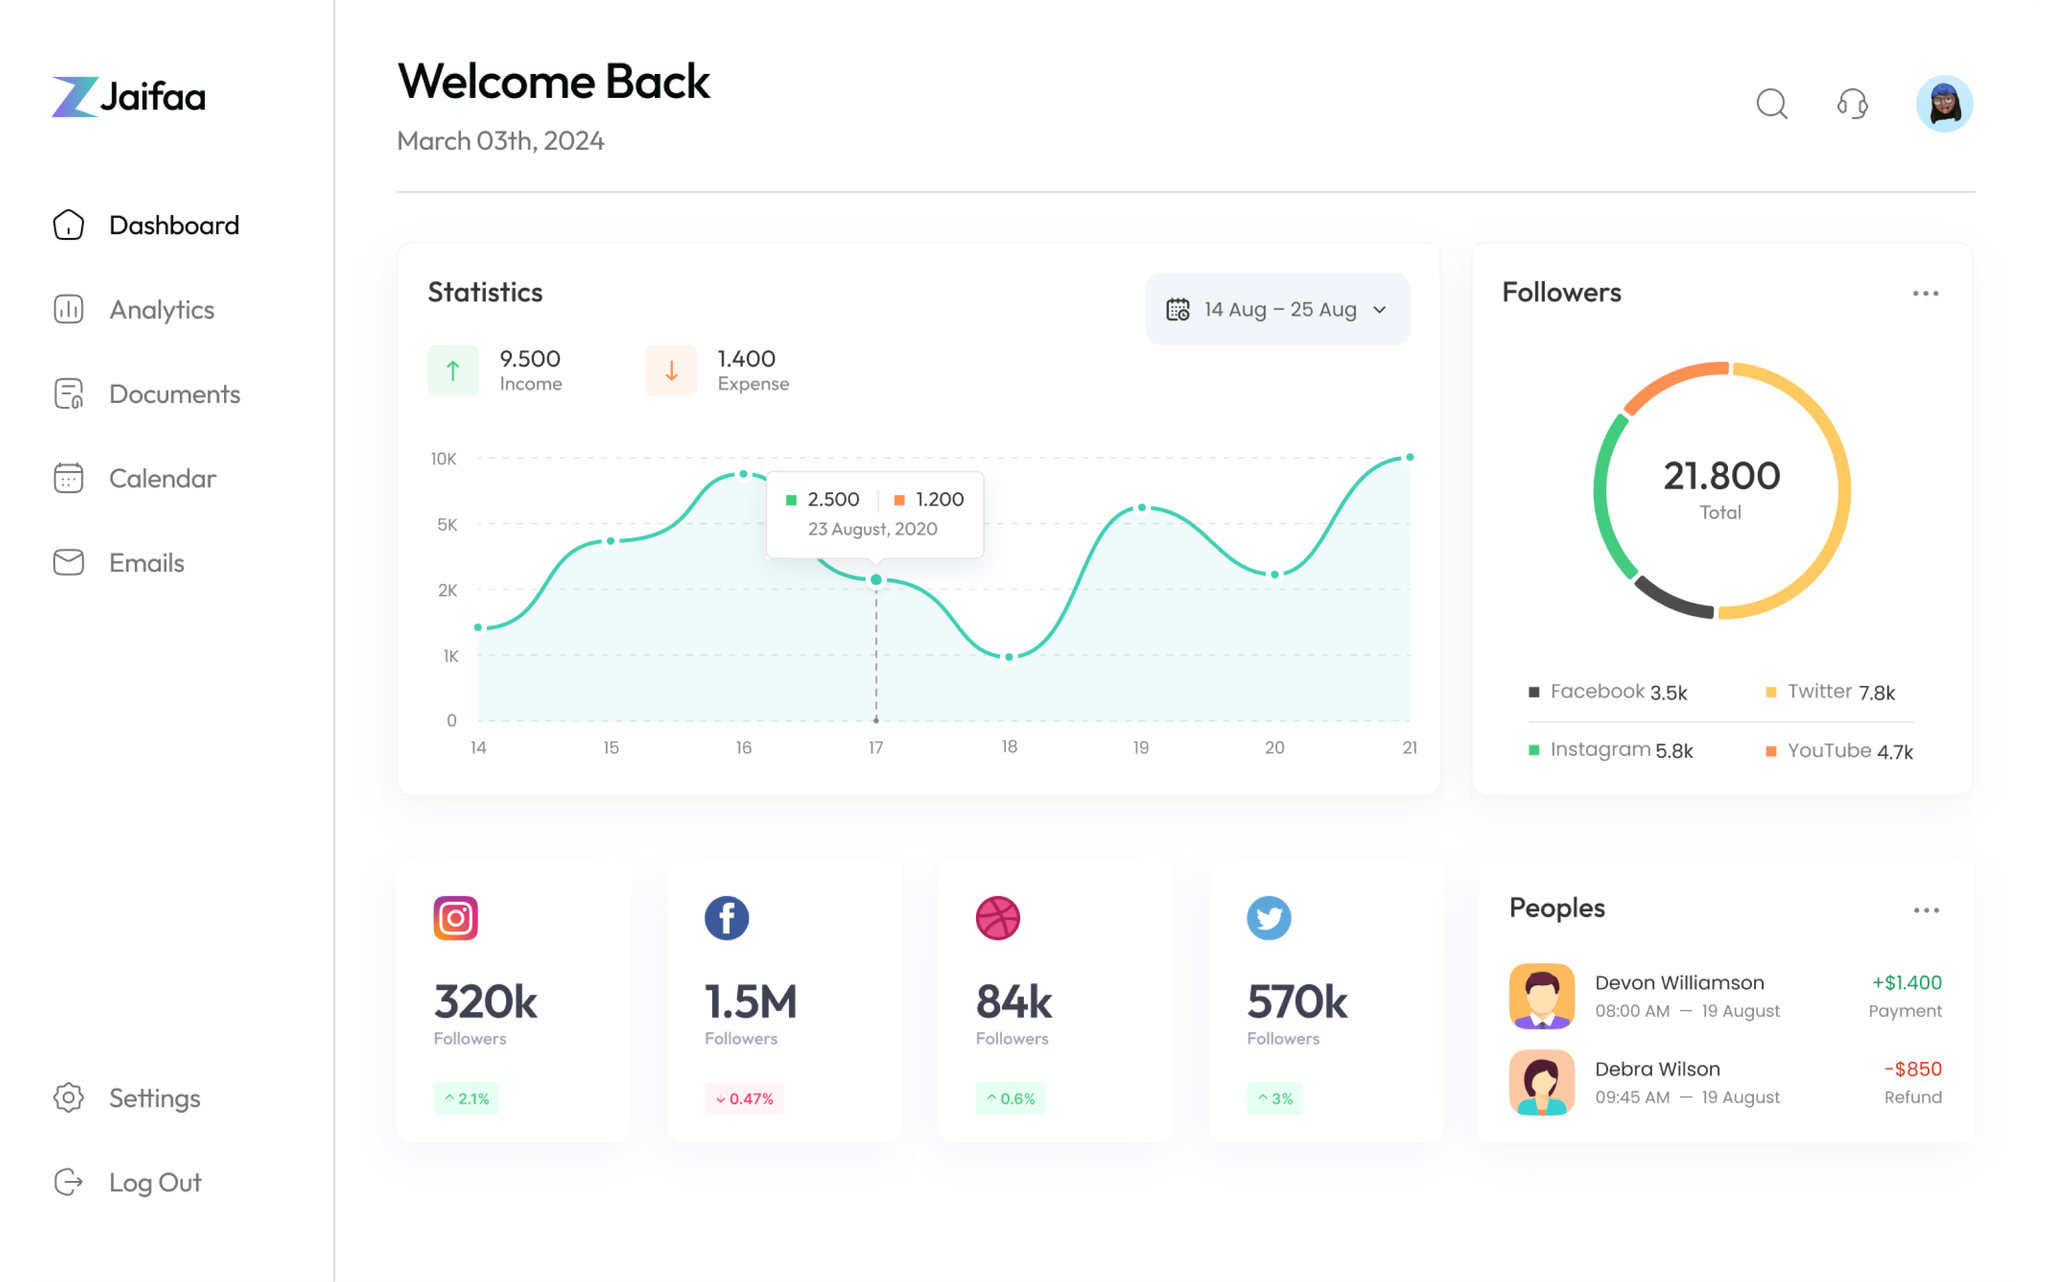 Jaifaa
Dashboard
Analytics
Documents
Calendar
Emails
Settings
Log Out
Welcome Back
March 03th, 2024
Statistics
14 Aug – 25 Aug
9.500
Income
1.400
Expense
10K
5K
2K
1K
0
2.500 1.200
23 August, 2020
14 15 16 17 18 19 20 21
Followers
21.800
Total
Facebook 3.5k
Twitter 7.8k
Instagram 5.8k
YouTube 4.7k
320k
Followers
2.1%
1.5M
Followers
0.47%
84k
Followers
0.6%
570k
Followers
3%
Peoples
Devon Williamson +$1.400
08:00 AM — 19 August Payment
Debra Wilson -$850
09:45 AM — 19 August Refund